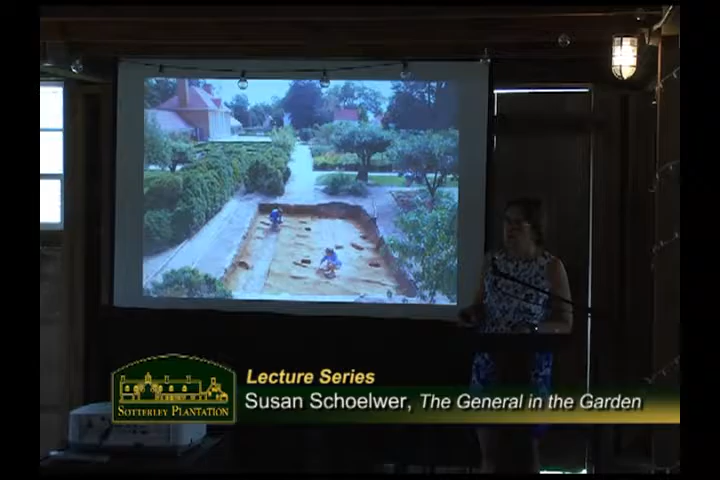 SOTTERLEY PLANTATION
Lecture Series
Susan Schoelwer, The General in the Garden